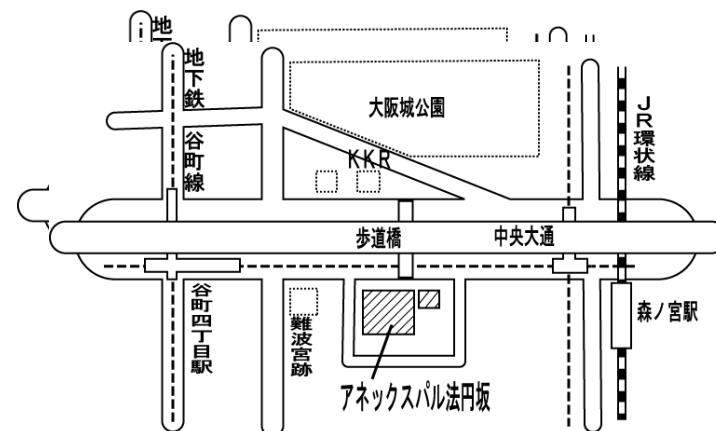 地
地下鉄
谷町線
大阪城公園
KKR
JR環状線
歩道橋
中央大通
谷町四丁目駅
難波宮跡
森ノ宮駅
アネックスパル法円坂